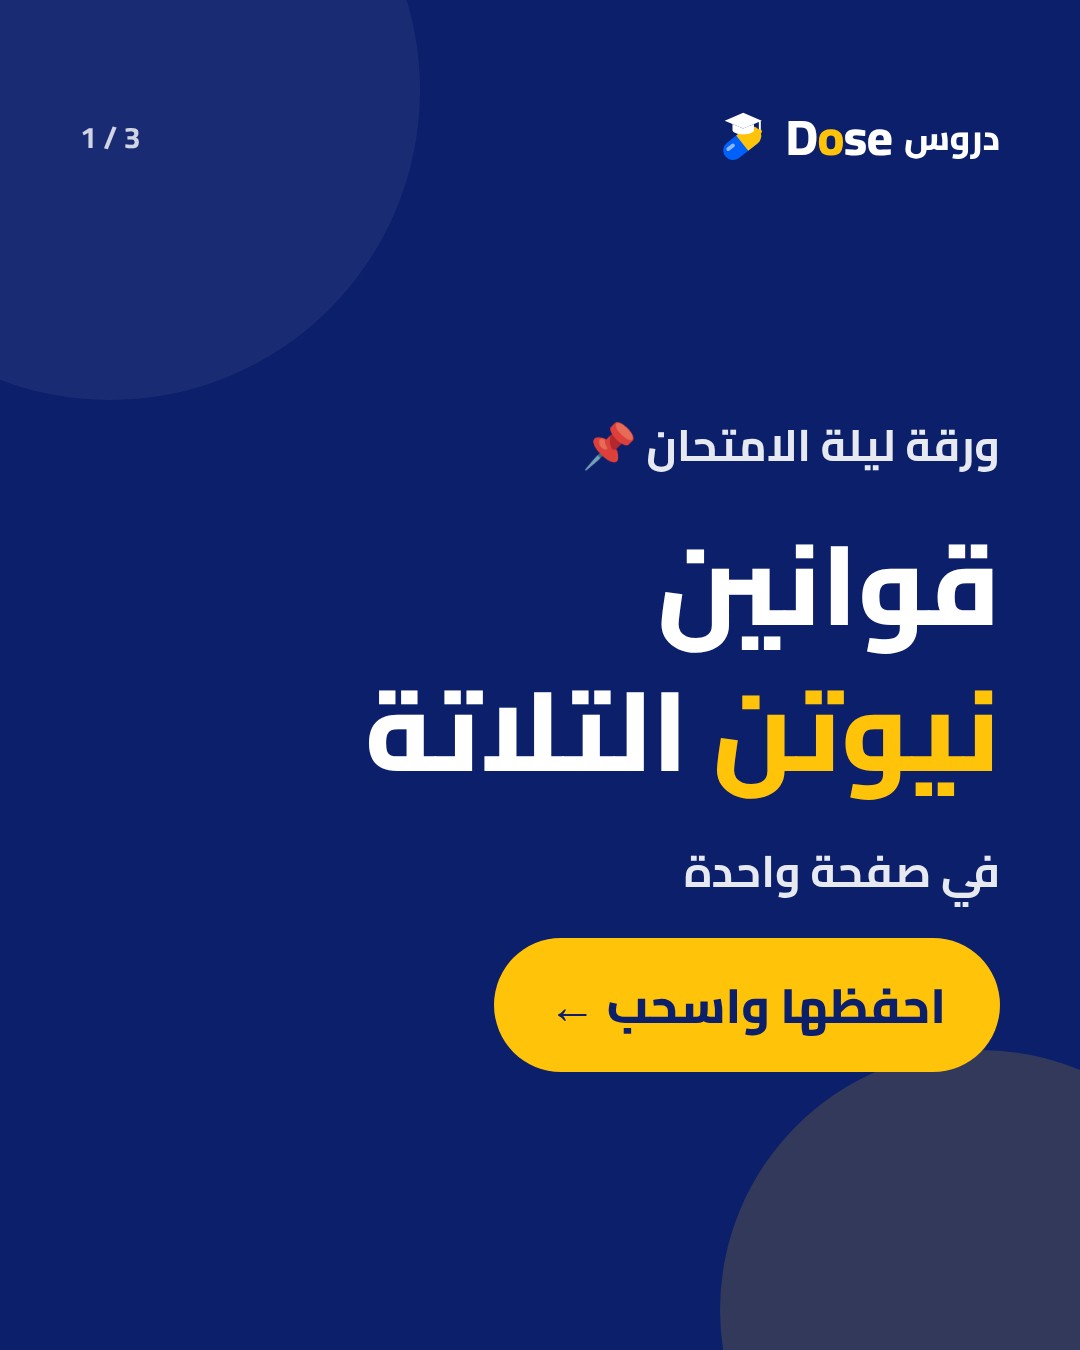 دروس Dose
1 / 3
ورقة ليلة الامتحان 📌
قوانين
نيوتن التلاتة
في صفحة واحدة
احفظها واسحب ←